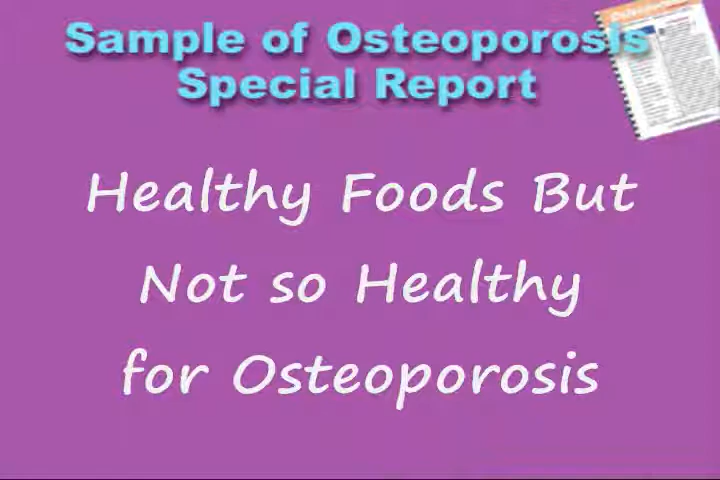 Sample of Osteoporosis
Special Report
Healthy Foods But
Not so Healthy
for Osteoporosis